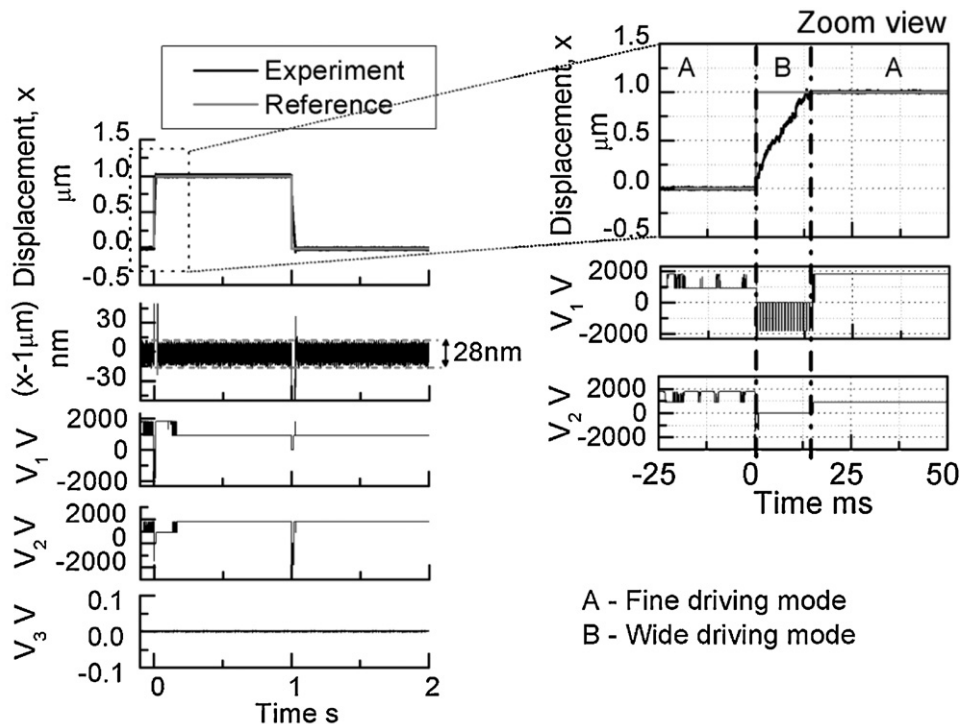 Zoom view
Experiment
Reference
Displacement, x
μm
1.5
1.0
0.5
0.0
-0.5
(x-1μm)
nm
30
0
-30
28nm
V1 V
2000
0
-2000
V2 V
2000
0
-2000
V3 V
0.1
0.0
-0.1
0
1
2
Time s
Displacement, x
μm
1.5
1.0
0.5
0.0
-0.5
A
B
A
V1 V
2000
0
-2000
V2 V
2000
0
-2000
-25
0
25
50
Time ms
A - Fine driving mode
B - Wide driving mode